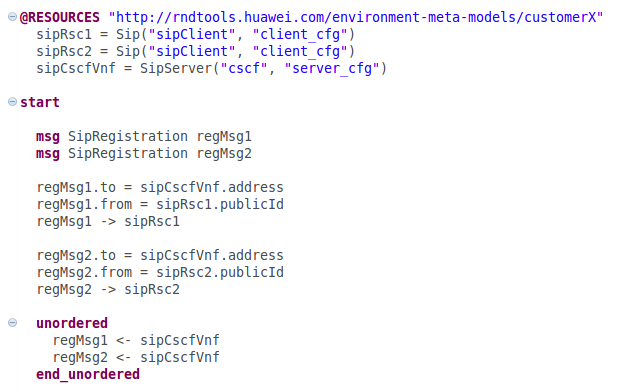 @RESOURCES "http://rndtools.huawei.com/environment-meta-models/customerX"
sipRsc1 = Sip("sipClient", "client_cfg")
sipRsc2 = Sip("sipClient", "client_cfg")
sipCscfVnf = SipServer("cscf", "server_cfg")
start
msg SipRegistration regMsg1
msg SipRegistration regMsg2
regMsg1.to = sipCscfVnf.address
regMsg1.from = sipRsc1.publicId
regMsg1 -> sipRsc1
regMsg2.to = sipCscfVnf.address
regMsg2.from = sipRsc2.publicId
regMsg2 -> sipRsc2
unordered
regMsg1 <- sipCscfVnf
regMsg2 <- sipCscfVnf
end_unordered